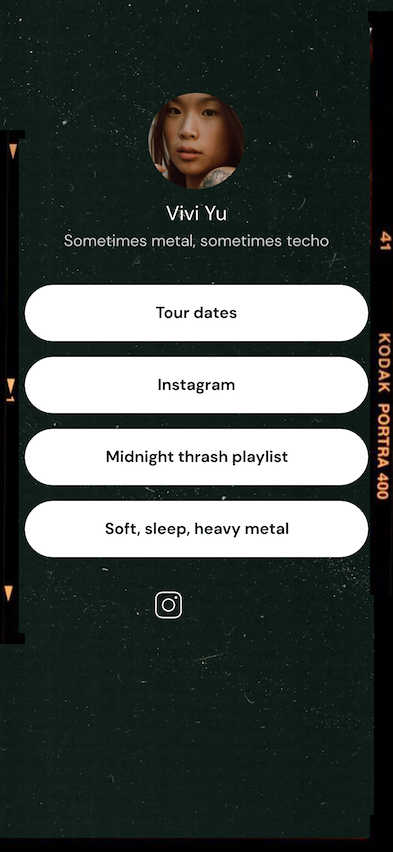 Vivi Yu
Sometimes metal, sometimes techo
Tour dates
Instagram
Midnight thrash playlist
Soft, sleep, heavy metal
41
KODAK PORTRA 400
1